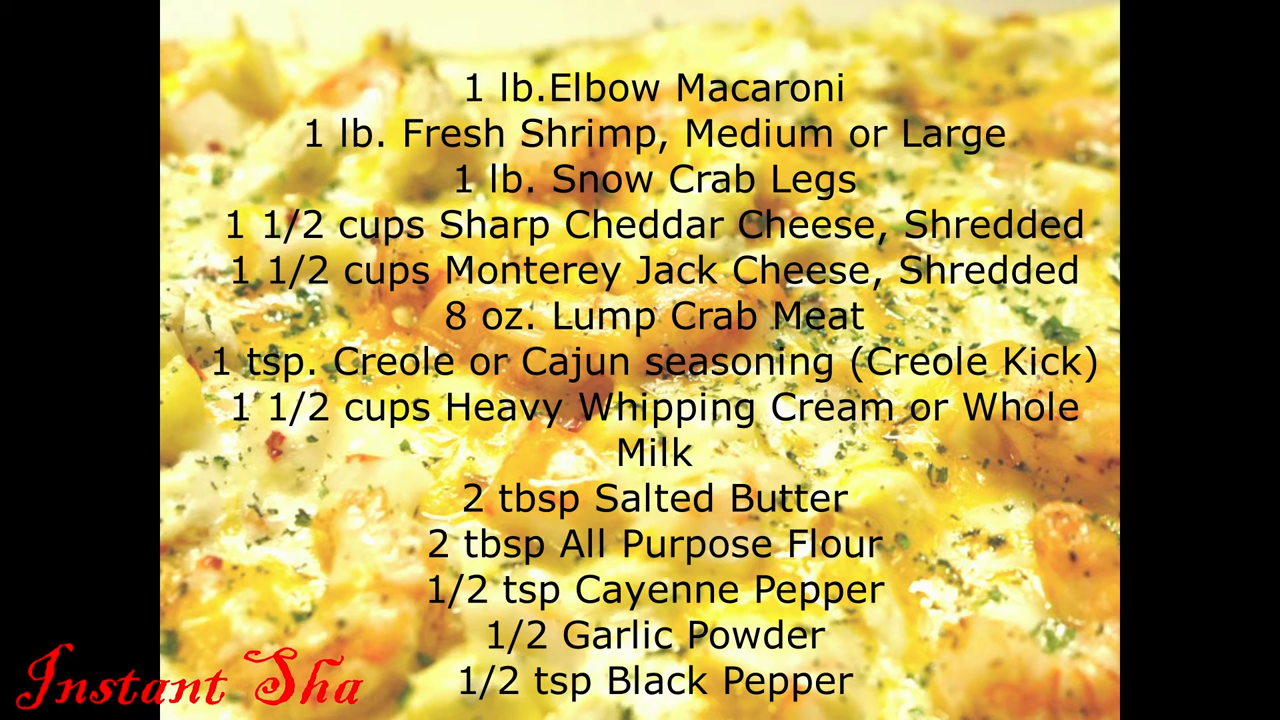 1 lb.Elbow Macaroni
1 lb. Fresh Shrimp, Medium or Large
1 lb. Snow Crab Legs
1 1/2 cups Sharp Cheddar Cheese, Shredded
1 1/2 cups Monterey Jack Cheese, Shredded
8 oz. Lump Crab Meat
1 tsp. Creole or Cajun seasoning (Creole Kick)
1 1/2 cups Heavy Whipping Cream or Whole
Milk
2 tbsp Salted Butter
2 tbsp All Purpose Flour
1/2 tsp Cayenne Pepper
1/2 Garlic Powder
1/2 tsp Black Pepper
Instant Sha